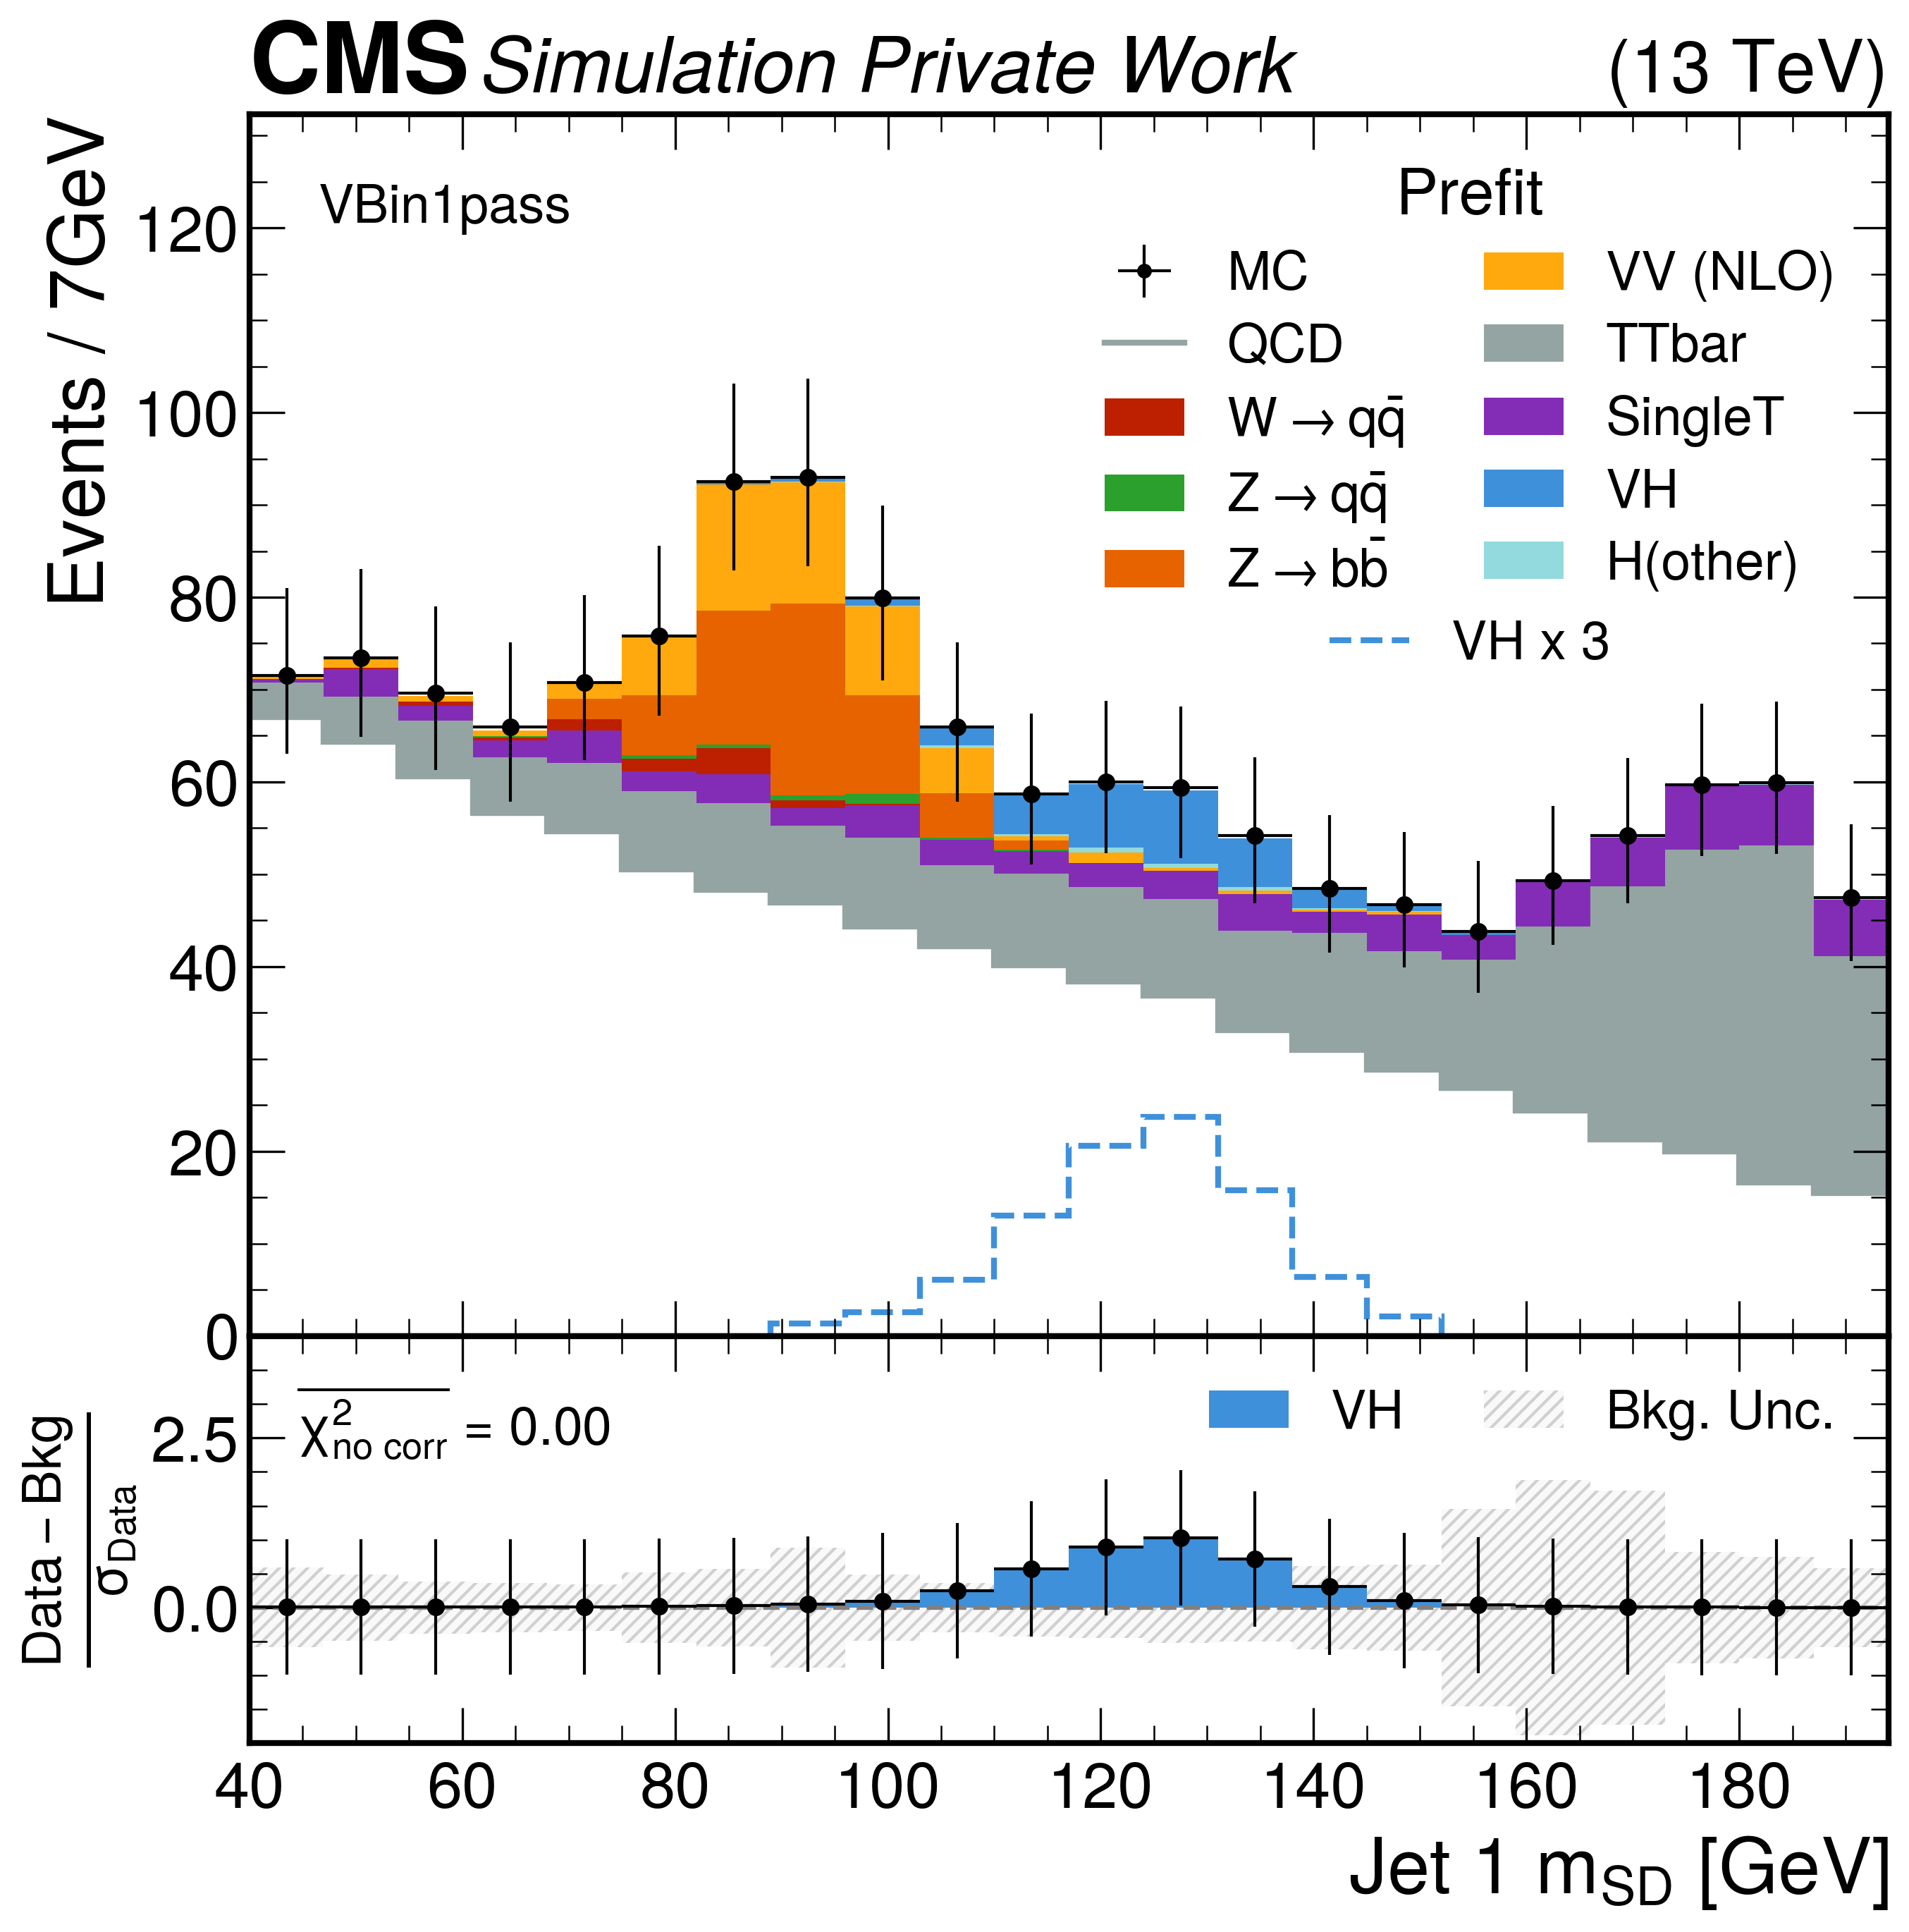 CMS Simulation Private Work (13 TeV)
Events / 7GeV
VBin1pass
Prefit
MC
QCD
W → qq̄
Z → qq̄
Z → bb̄
VV (NLO)
TTbar
SingleT
VH
H(other)
VH x 3
120
100
80
60
40
20
0
Data − Bkg
σData
2.5
0.0
χ²no corr = 0.00
VH
Bkg. Unc.
40 60 80 100 120 140 160 180
Jet 1 mSD [GeV]